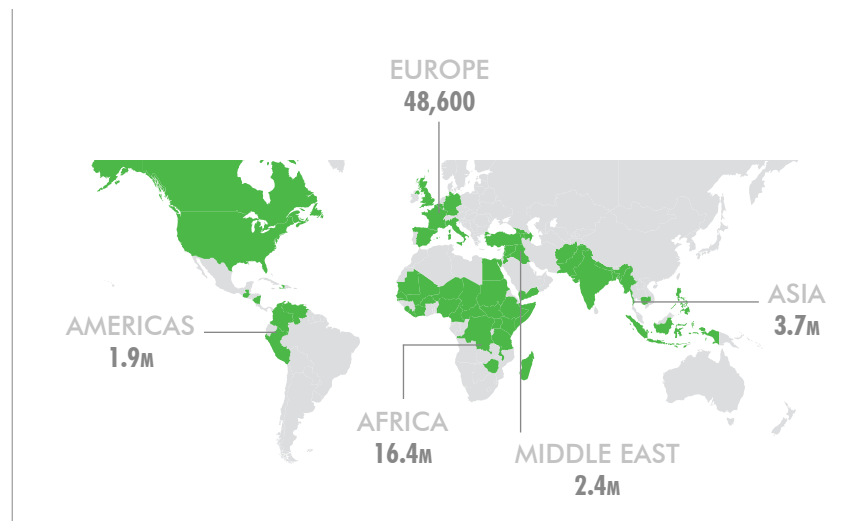 EUROPE
48,600
AMERICAS
1.9M
ASIA
3.7M
AFRICA
16.4M
MIDDLE EAST
2.4M